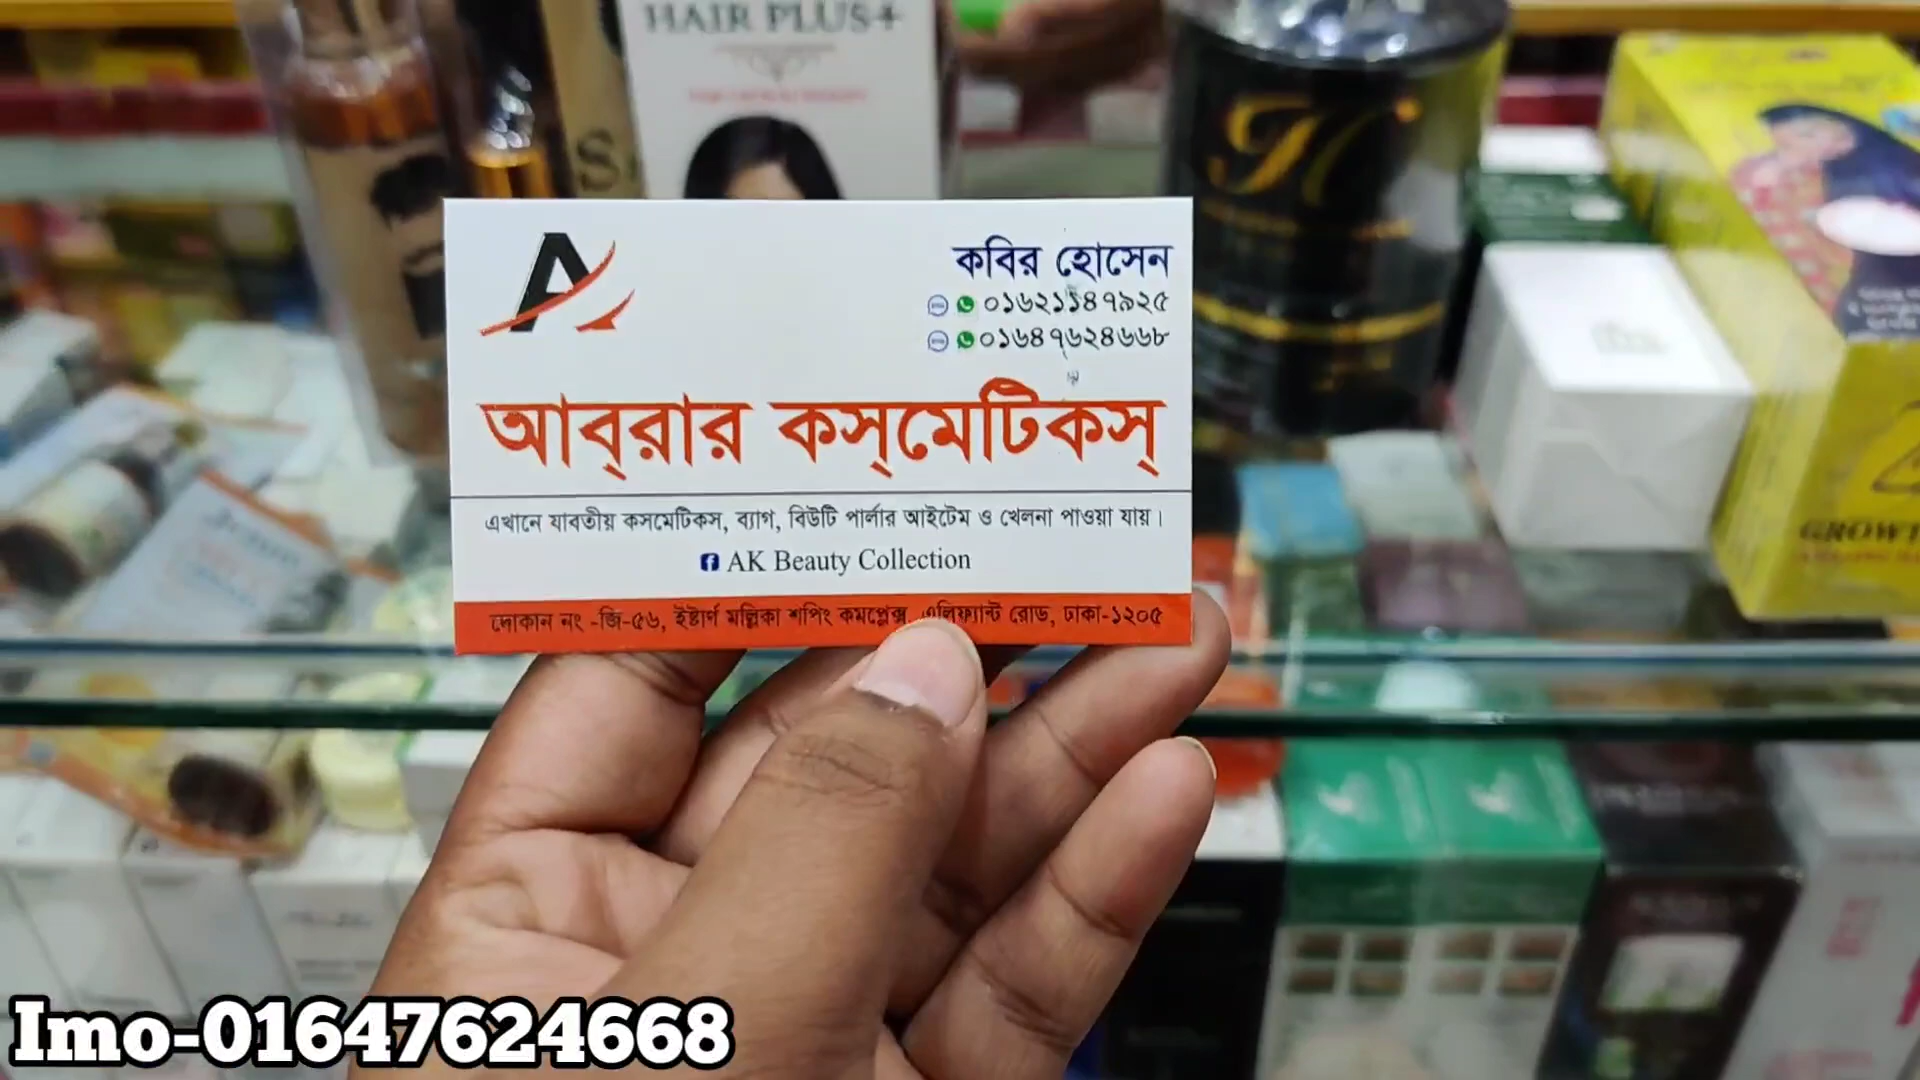 HAIR PLUS+
কবির হোসেন
০১৬২১১৪৭৯২৫
০১৬৪৭৬২৪৬৬৮
আব্‌রার কস্‌মেটিকস্‌
এখানে যাবতীয় কসমেটিকস, ব্যাগ, বিউটি পার্লার আইটেম ও খেলনা পাওয়া যায়।
AK Beauty Collection
দোকান নং -জি-৫৬, ইষ্টার্ণ মল্লিকা শপিং কমপ্লেক্স, এলিফ্যান্ট রোড, ঢাকা-১২০৫
GROWT
Imo-01647624668